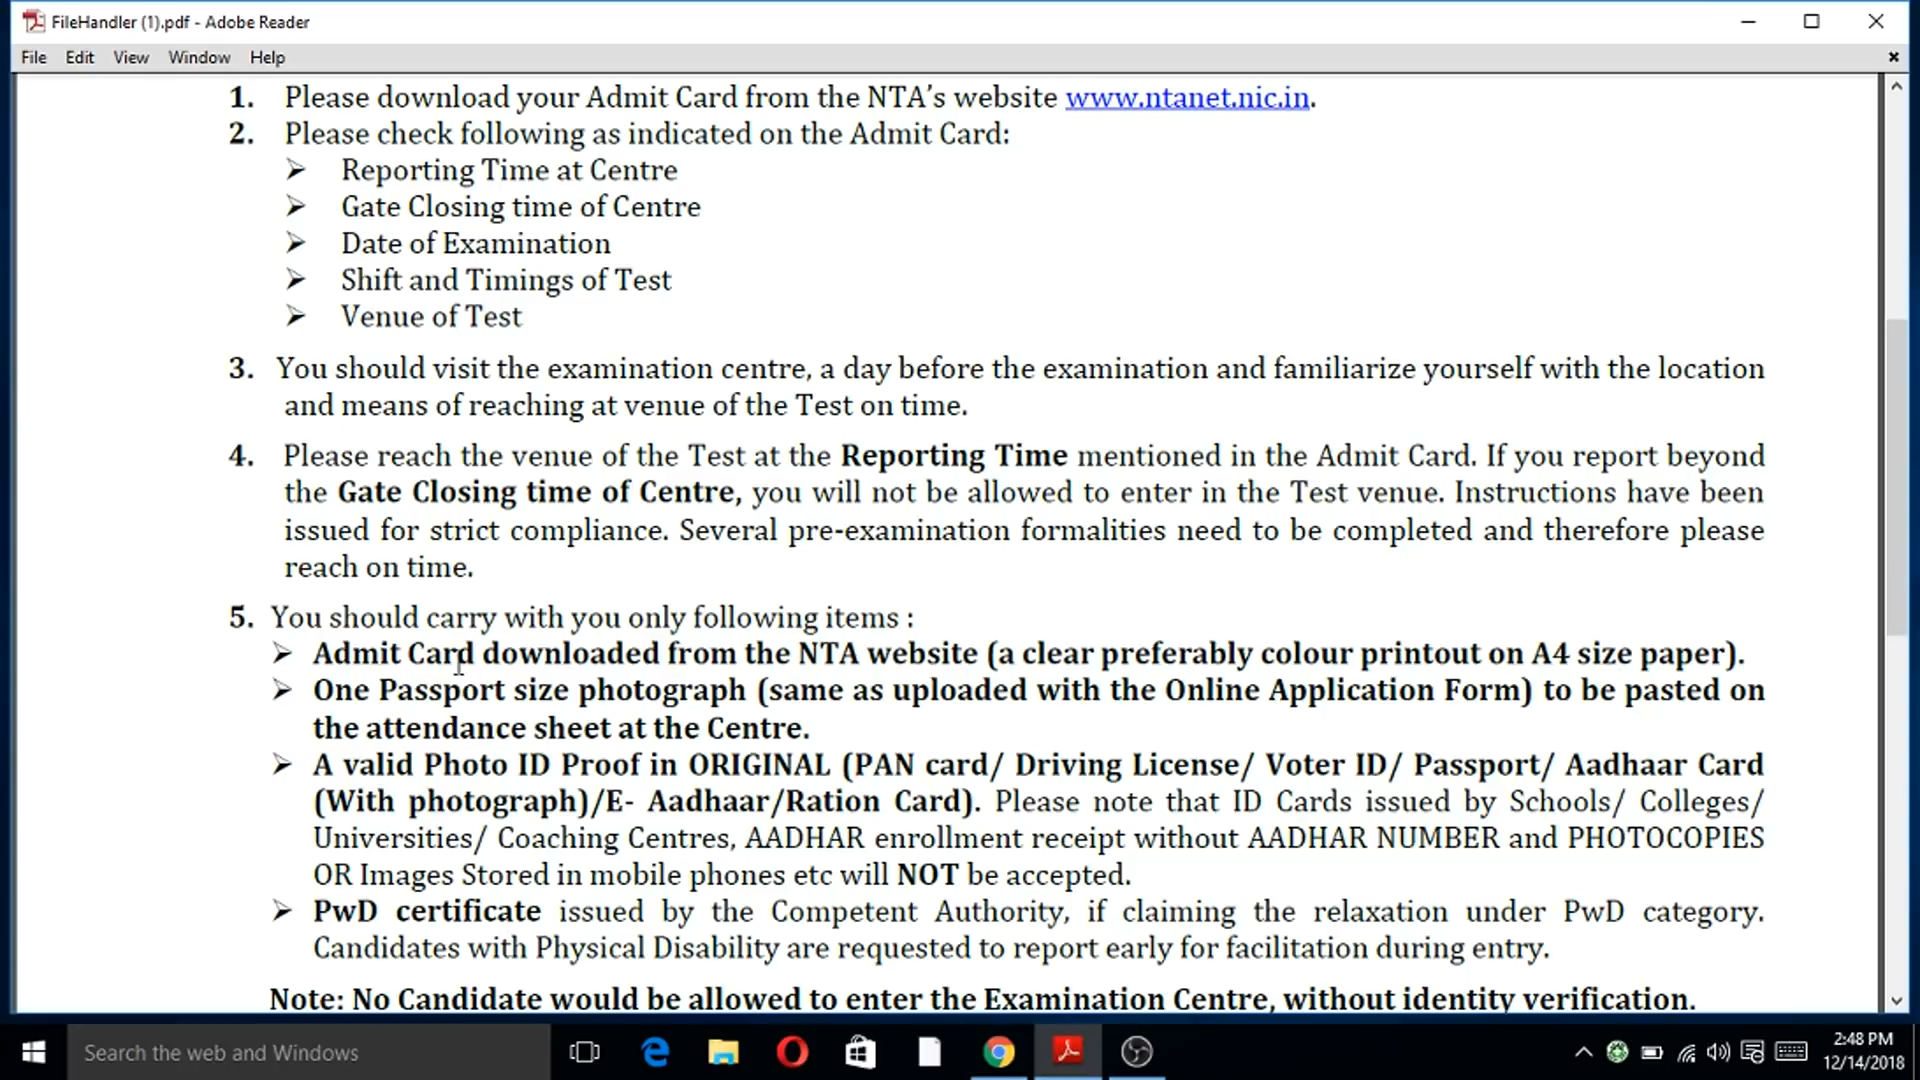 FileHandler (1).pdf - Adobe Reader
File Edit View Window Help
1. Please download your Admit Card from the NTA’s website www.ntanet.nic.in.
2. Please check following as indicated on the Admit Card:
➢ Reporting Time at Centre
➢ Gate Closing time of Centre
➢ Date of Examination
➢ Shift and Timings of Test
➢ Venue of Test
3. You should visit the examination centre, a day before the examination and familiarize yourself with the location
and means of reaching at venue of the Test on time.
4. Please reach the venue of the Test at the Reporting Time mentioned in the Admit Card. If you report beyond
the Gate Closing time of Centre, you will not be allowed to enter in the Test venue. Instructions have been
issued for strict compliance. Several pre-examination formalities need to be completed and therefore please
reach on time.
5. You should carry with you only following items :
➢ Admit Card downloaded from the NTA website (a clear preferably colour printout on A4 size paper).
➢ One Passport size photograph (same as uploaded with the Online Application Form) to be pasted on
the attendance sheet at the Centre.
➢ A valid Photo ID Proof in ORIGINAL (PAN card/ Driving License/ Voter ID/ Passport/ Aadhaar Card
(With photograph)/E- Aadhaar/Ration Card). Please note that ID Cards issued by Schools/ Colleges/
Universities/ Coaching Centres, AADHAR enrollment receipt without AADHAR NUMBER and PHOTOCOPIES
OR Images Stored in mobile phones etc will NOT be accepted.
➢ PwD certificate issued by the Competent Authority, if claiming the relaxation under PwD category.
Candidates with Physical Disability are requested to report early for facilitation during entry.
Note: No Candidate would be allowed to enter the Examination Centre, without identity verification.
Search the web and Windows
2:48 PM
12/14/2018